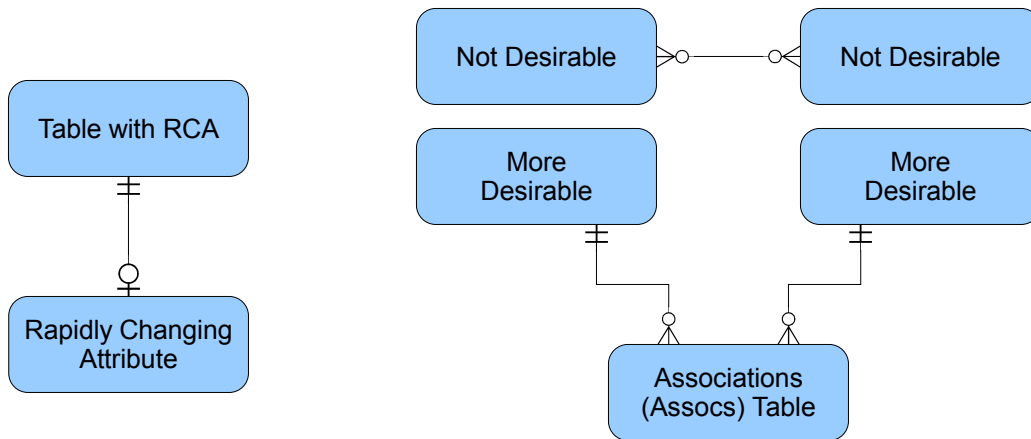 Not Desirable
Not Desirable
Table with RCA
More
Desirable
More
Desirable
Rapidly Changing
Attribute
Associations
(Assocs) Table